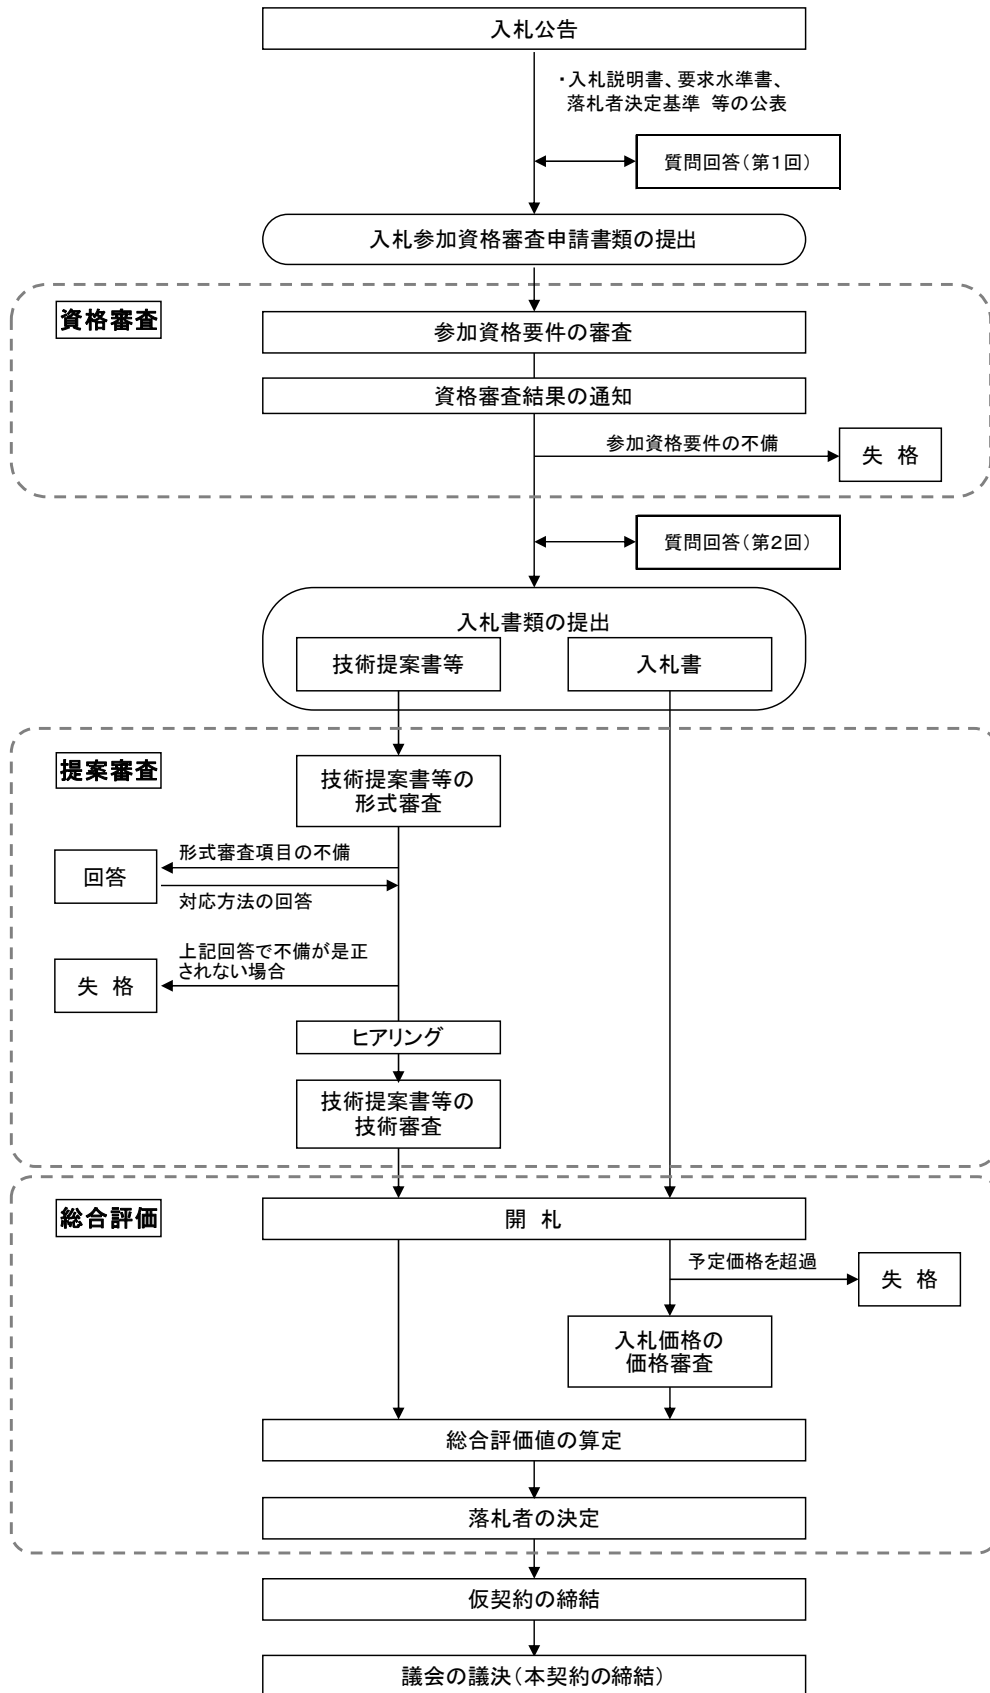 入札公告
・入札説明書、要求水準書、
落札者決定基準 等の公表
質問回答(第1回)
入札参加資格審査申請書類の提出
資格審査
参加資格要件の審査
資格審査結果の通知
参加資格要件の不備
失 格
質問回答(第2回)
入札書類の提出
技術提案書等
入札書
提案審査
技術提案書等の
形式審査
形式審査項目の不備
回答
対応方法の回答
上記回答で不備が是正
されない場合
失 格
ヒアリング
技術提案書等の
技術審査
総合評価
開 札
予定価格を超過
失 格
入札価格の
価格審査
総合評価値の算定
落札者の決定
仮契約の締結
議会の議決(本契約の締結)